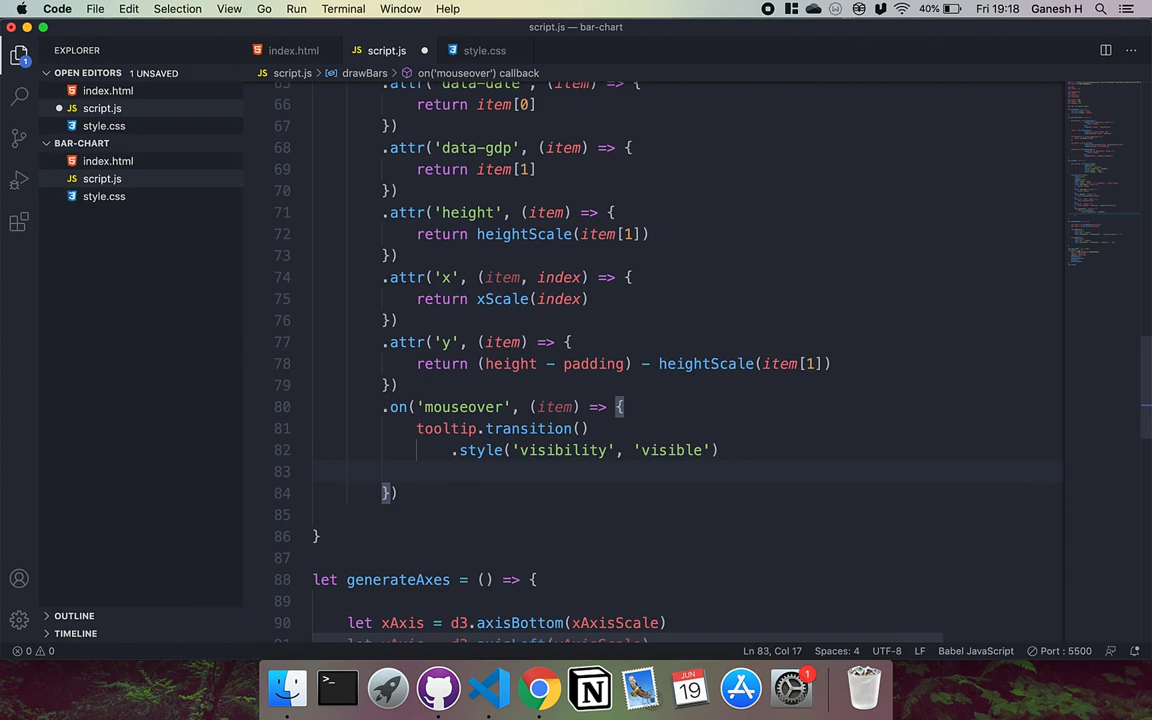 Code File Edit Selection View Go Run Terminal Window Help 40% Fri 19:18 Ganesh H
script.js — bar-chart
EXPLORER
index.html
JS script.js
style.css
OPEN EDITORS 1 UNSAVED
JS script.js > drawBars > on('mouseover') callback
index.html
JS script.js
style.css
BAR-CHART
index.html
JS script.js
style.css
65 .attr('data-date', (item) => {
66 return item[0]
67 })
68 .attr('data-gdp', (item) => {
69 return item[1]
70 })
71 .attr('height', (item) => {
72 return heightScale(item[1])
73 })
74 .attr('x', (item, index) => {
75 return xScale(index)
76 })
77 .attr('y', (item) => {
78 return (height - padding) - heightScale(item[1])
79 })
80 .on('mouseover', (item) => {
81 tooltip.transition()
82 .style('visibility', 'visible')
83
84 })
85
86 }
87
88 let generateAxes = () => {
89
90 let xAxis = d3.axisBottom(xAxisScale)
91 let yAxis = d3.axisLeft(yAxisScale)
OUTLINE
TIMELINE
0 0 Ln 83, Col 17 Spaces: 4 UTF-8 LF Babel JavaScript Port : 5500
1
JUN
19
1